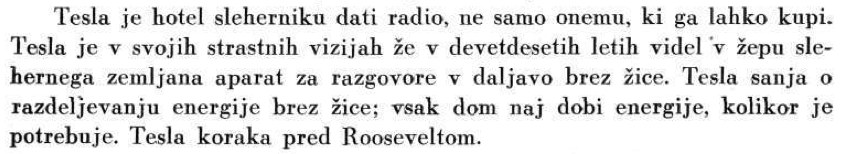 Tesla je hotel sleherniku dati radio, ne samo onemu, ki ga lahko kupi.
Tesla je v svojih strastnih vizijah že v devetdesetih letih videl v žepu sle-
hernega zemljana aparat za razgovore v daljavo brez žice. Tesla sanja o
razdeljevanju energije brez žice; vsak dom naj dobi energije, kolikor je
potrebuje. Tesla koraka pred Rooseveltom.